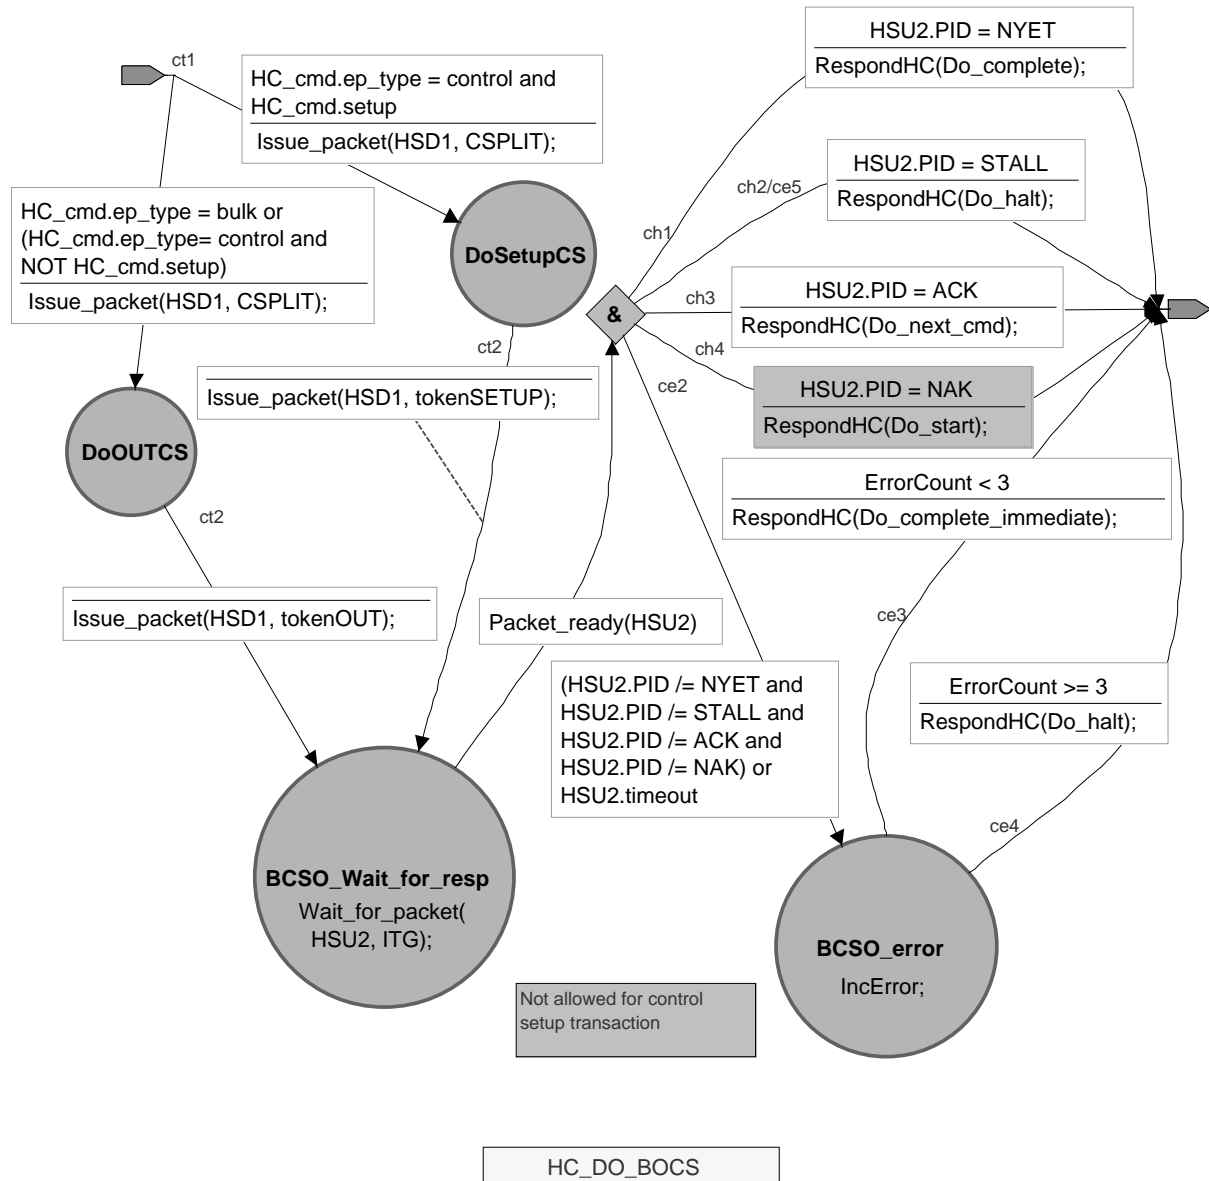 ct1
HC_cmd.ep_type = control and
HC_cmd.setup
Issue_packet(HSD1, CSPLIT);
HC_cmd.ep_type = bulk or
(HC_cmd.ep_type= control and
NOT HC_cmd.setup)
Issue_packet(HSD1, CSPLIT);
DoSetupCS
DoOUTCS
ct2
Issue_packet(HSD1, tokenSETUP);
ct2
Issue_packet(HSD1, tokenOUT);
BCSO_Wait_for_resp
Wait_for_packet(
HSU2, ITG);
Packet_ready(HSU2)
&
ch1
HSU2.PID = NYET
RespondHC(Do_complete);
ch2/ce5
HSU2.PID = STALL
RespondHC(Do_halt);
ch3
HSU2.PID = ACK
RespondHC(Do_next_cmd);
ch4
HSU2.PID = NAK
RespondHC(Do_start);
ce2
(HSU2.PID /= NYET and
HSU2.PID /= STALL and
HSU2.PID /= ACK and
HSU2.PID /= NAK) or
HSU2.timeout
ErrorCount < 3
RespondHC(Do_complete_immediate);
ce3
ErrorCount >= 3
RespondHC(Do_halt);
ce4
BCSO_error
IncError;
Not allowed for control
setup transaction
HC_DO_BOCS